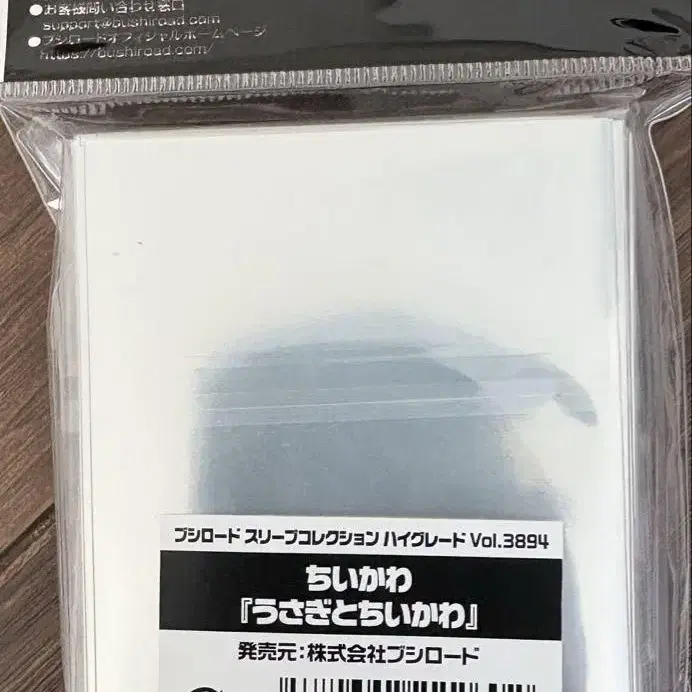 ●お客様問い合わせ窓口
support@bushiroad.com
●ブシロードオフィシャルホームページ
https://bushiroad.com/
ブシロード スリーブコレクション ハイグレード Vol.3894
ちいかわ
『うさぎとちいかわ』
発売元：株式会社ブシロード